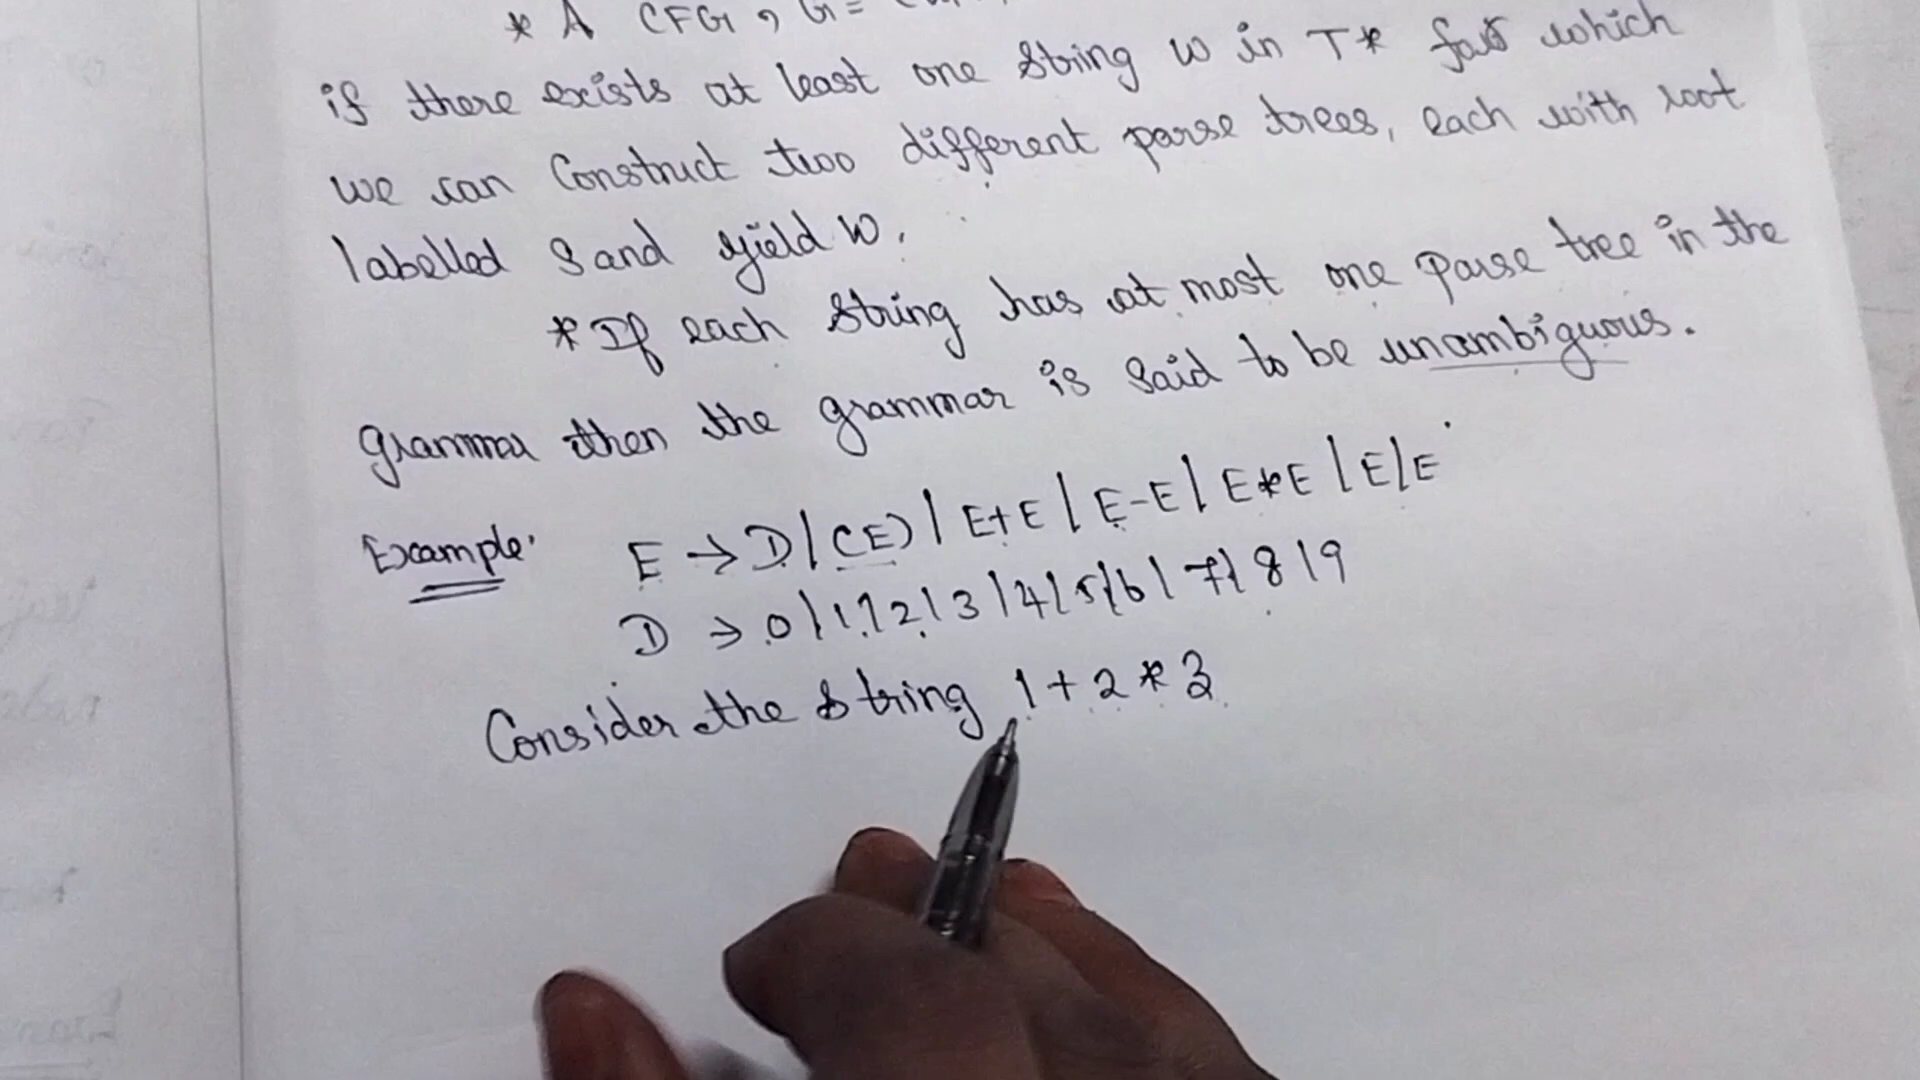 * A CFG, G =
if there exists at least one string w in T* for which
we can construct two different parse trees, each with root
labelled S and yield w.
* If each string has at most one parse tree in the
grammar then the grammar is said to be unambiguous.
Example: E → D | (E) | E+E | E-E | E*E | E/E
D → 0|1|2|3|4|5|6|7|8|9
Consider the string 1+2*3